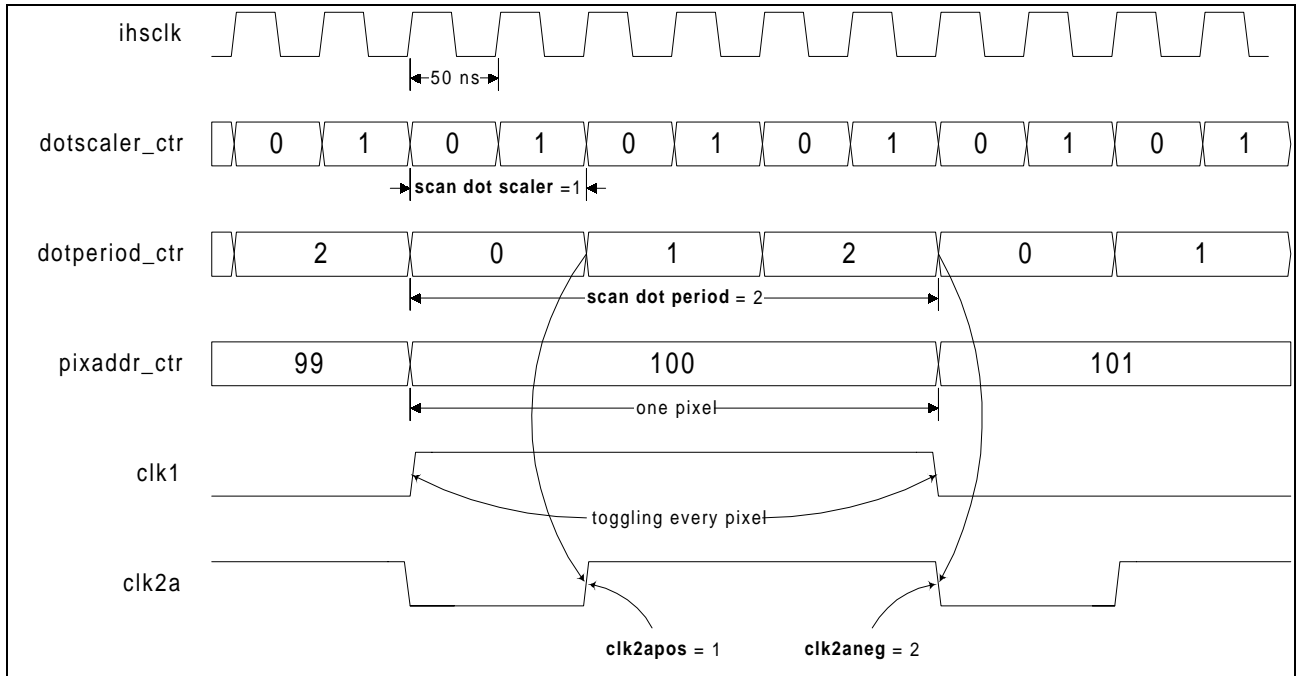 ihsclk
50 ns
dotscaler_ctr 0 1 0 1 0 1 0 1 0 1 0 1
scan dot scaler =1
dotperiod_ctr 2 0 1 2 0 1
scan dot period = 2
pixaddr_ctr 99 100 101
one pixel
clk1
toggling every pixel
clk2a
clk2apos = 1 clk2aneg = 2